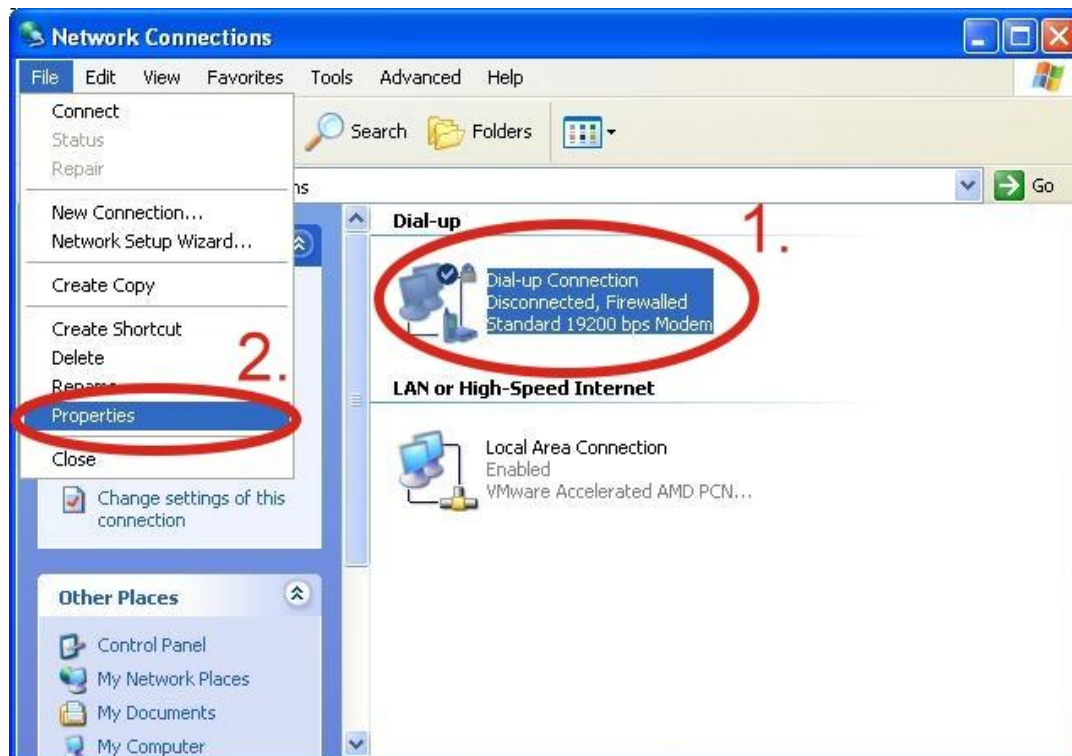 Network Connections
File Edit View Favorites Tools Advanced Help
Connect
Status
Repair
New Connection...
Network Setup Wizard...
Create Copy
Create Shortcut
Delete
Rename
Properties
Close
2.
Search Folders
ns
Go
Change settings of this
connection
Other Places
Control Panel
My Network Places
My Documents
My Computer
Dial-up
1.
Dial-up Connection
Disconnected, Firewalled
Standard 19200 bps Modem
LAN or High-Speed Internet
Local Area Connection
Enabled
VMware Accelerated AMD PCN...